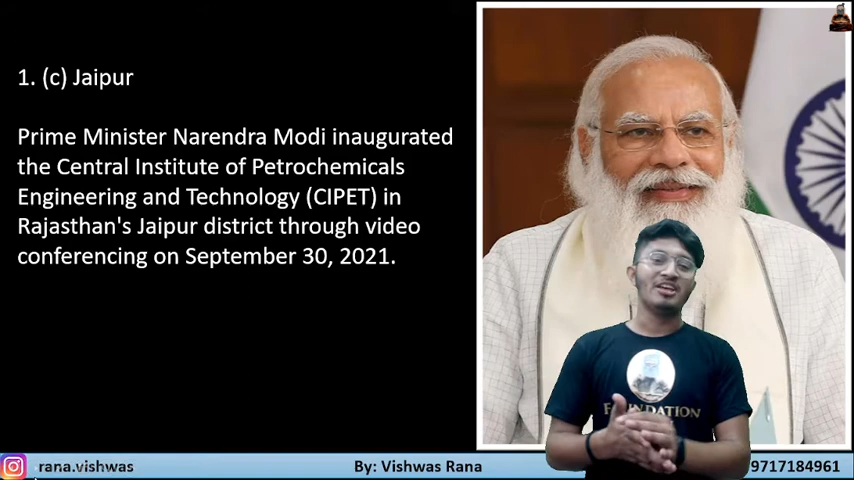 1. (c) Jaipur
Prime Minister Narendra Modi inaugurated
the Central Institute of Petrochemicals
Engineering and Technology (CIPET) in
Rajasthan's Jaipur district through video
conferencing on September 30, 2021.
FOUNDATION
rana.vishwas
By: Vishwas Rana
9717184961